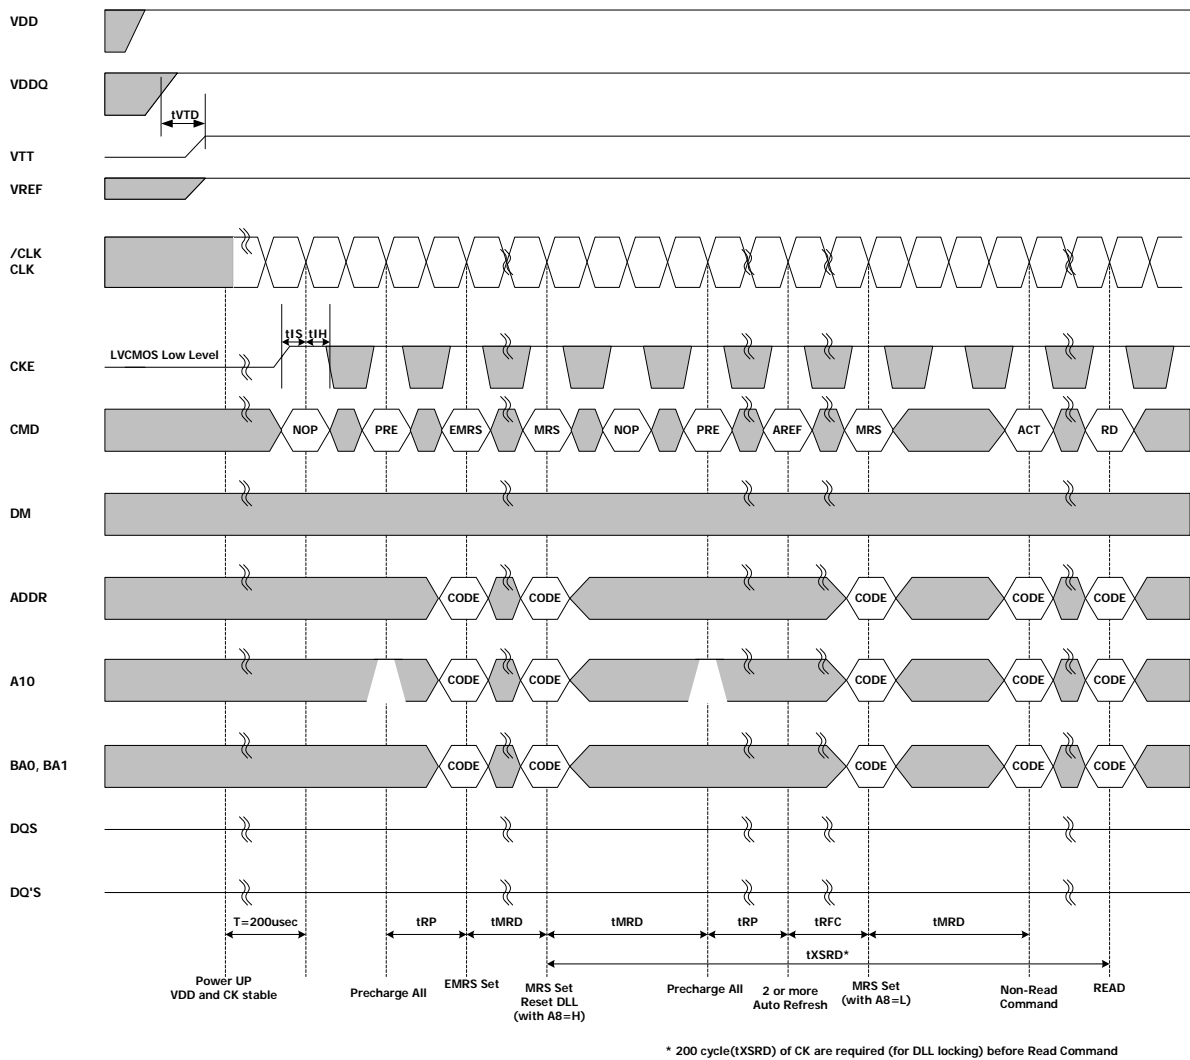 VDD
VDDQ
tVTD
VTT
VREF
/CLK
CLK
tIS tIH
LVCMOS Low Level
CKE
CMD NOP PRE EMRS MRS NOP PRE AREF MRS ACT RD
DM
ADDR CODE CODE CODE CODE CODE
A10 CODE CODE CODE CODE CODE
BA0, BA1 CODE CODE CODE CODE CODE
DQS
DQ'S
T=200usec tRP tMRD tMRD tRP tRFC tMRD
tXSRD*
Power UP
VDD and CK stable
Precharge All
EMRS Set
MRS Set
Reset DLL
(with A8=H)
Precharge All
2 or more
Auto Refresh
MRS Set
(with A8=L)
Non-Read
Command
READ
* 200 cycle(tXSRD) of CK are required (for DLL locking) before Read Command